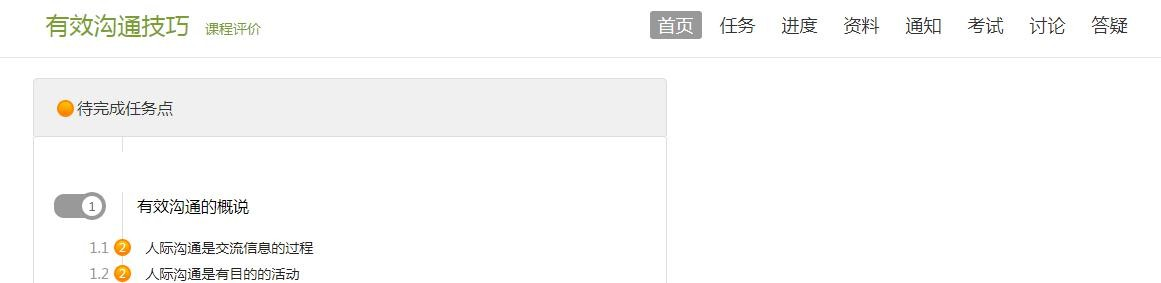 有效沟通技巧 课程评价 首页 任务 进度 资料 通知 考试 讨论 答疑
待完成任务点
1 有效沟通的概说
1.1 2 人际沟通是交流信息的过程
1.2 2 人际沟通是有目的的活动